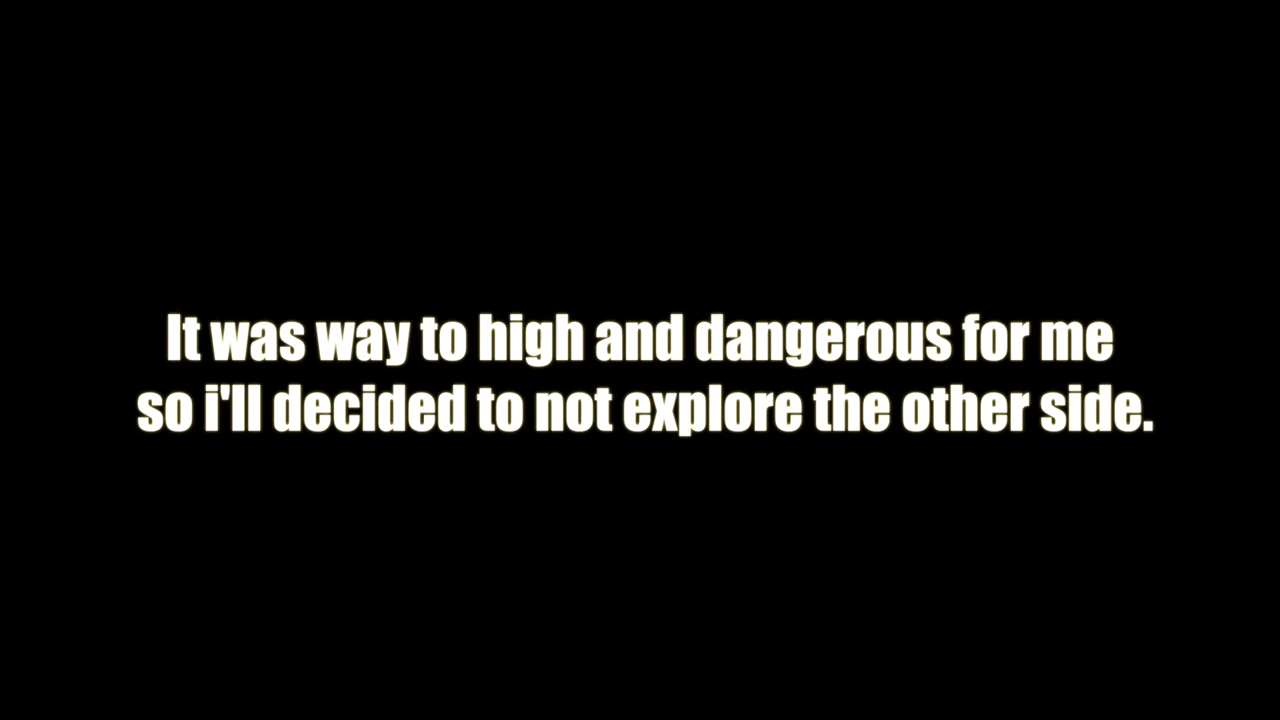 It was way to high and dangerous for me
so i'll decided to not explore the other side.